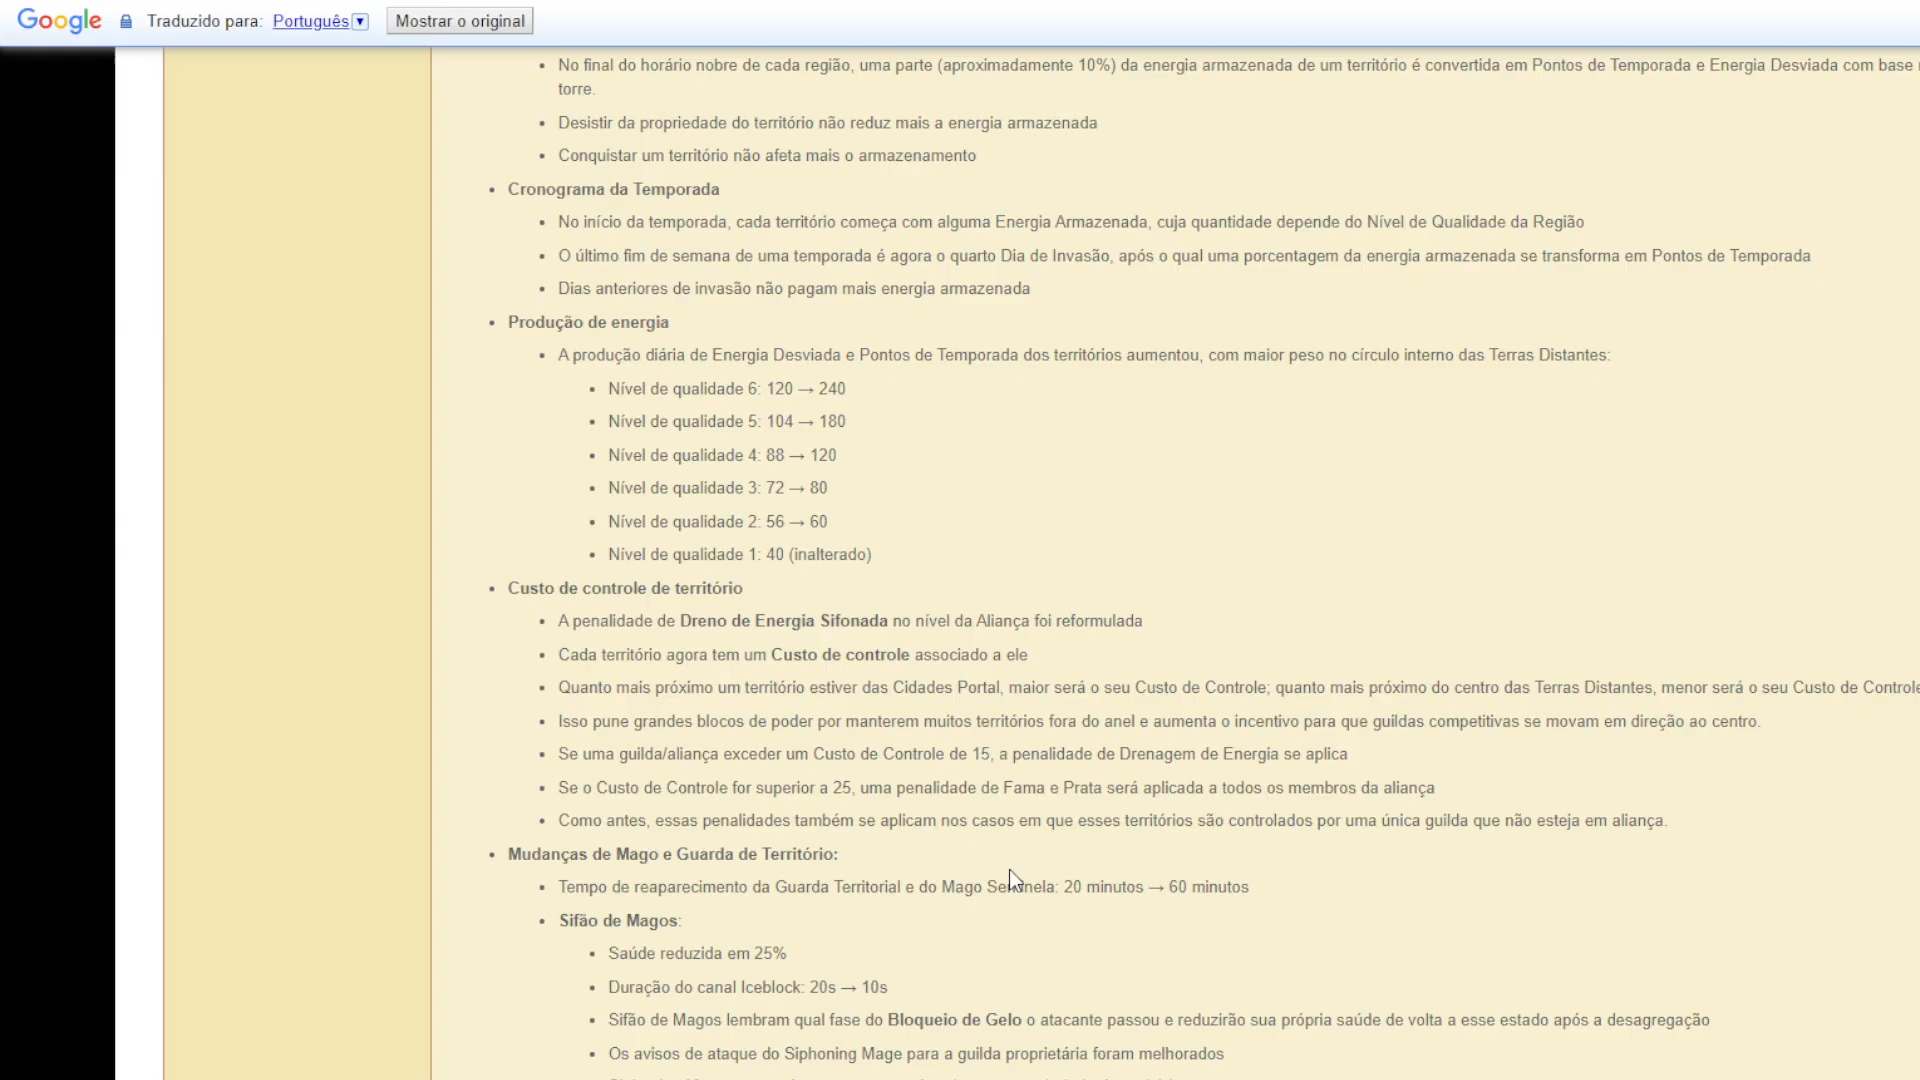 Google Traduzido para: Português Mostrar o original
No final do horário nobre de cada região, uma parte (aproximadamente 10%) da energia armazenada de um território é convertida em Pontos de Temporada e Energia Desviada com base
torre.
Desistir da propriedade do território não reduz mais a energia armazenada
Conquistar um território não afeta mais o armazenamento
Cronograma da Temporada
No início da temporada, cada território começa com alguma Energia Armazenada, cuja quantidade depende do Nível de Qualidade da Região
O último fim de semana de uma temporada é agora o quarto Dia de Invasão, após o qual uma porcentagem da energia armazenada se transforma em Pontos de Temporada
Dias anteriores de invasão não pagam mais energia armazenada
Produção de energia
A produção diária de Energia Desviada e Pontos de Temporada dos territórios aumentou, com maior peso no círculo interno das Terras Distantes:
Nível de qualidade 6: 120 → 240
Nível de qualidade 5: 104 → 180
Nível de qualidade 4: 88 → 120
Nível de qualidade 3: 72 → 80
Nível de qualidade 2: 56 → 60
Nível de qualidade 1: 40 (inalterado)
Custo de controle de território
A penalidade de Dreno de Energia Sifonada no nível da Aliança foi reformulada
Cada território agora tem um Custo de controle associado a ele
Quanto mais próximo um território estiver das Cidades Portal, maior será o seu Custo de Controle; quanto mais próximo do centro das Terras Distantes, menor será o seu Custo de Controle
Isso pune grandes blocos de poder por manterem muitos territórios fora do anel e aumenta o incentivo para que guildas competitivas se movam em direção ao centro.
Se uma guilda/aliança exceder um Custo de Controle de 15, a penalidade de Drenagem de Energia se aplica
Se o Custo de Controle for superior a 25, uma penalidade de Fama e Prata será aplicada a todos os membros da aliança
Como antes, essas penalidades também se aplicam nos casos em que esses territórios são controlados por uma única guilda que não esteja em aliança.
Mudanças de Mago e Guarda de Território:
Tempo de reaparecimento da Guarda Territorial e do Mago Sentinela: 20 minutos → 60 minutos
Sifão de Magos:
Saúde reduzida em 25%
Duração do canal Iceblock: 20s → 10s
Sifão de Magos lembram qual fase do Bloqueio de Gelo o atacante passou e reduzirão sua própria saúde de volta a esse estado após a desagregação
Os avisos de ataque do Siphoning Mage para a guilda proprietária foram melhorados